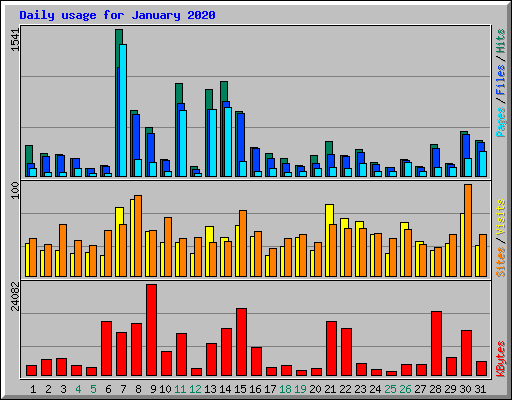 Daily usage for January 2020
1541
Pages / Files / Hits
100
Sites / Visits
24082
KBytes
1 2 3 4 5 6 7 8 9 10 11 12 13 14 15 16 17 18 19 20 21 22 23 24 25 26 27 28 29 30 31